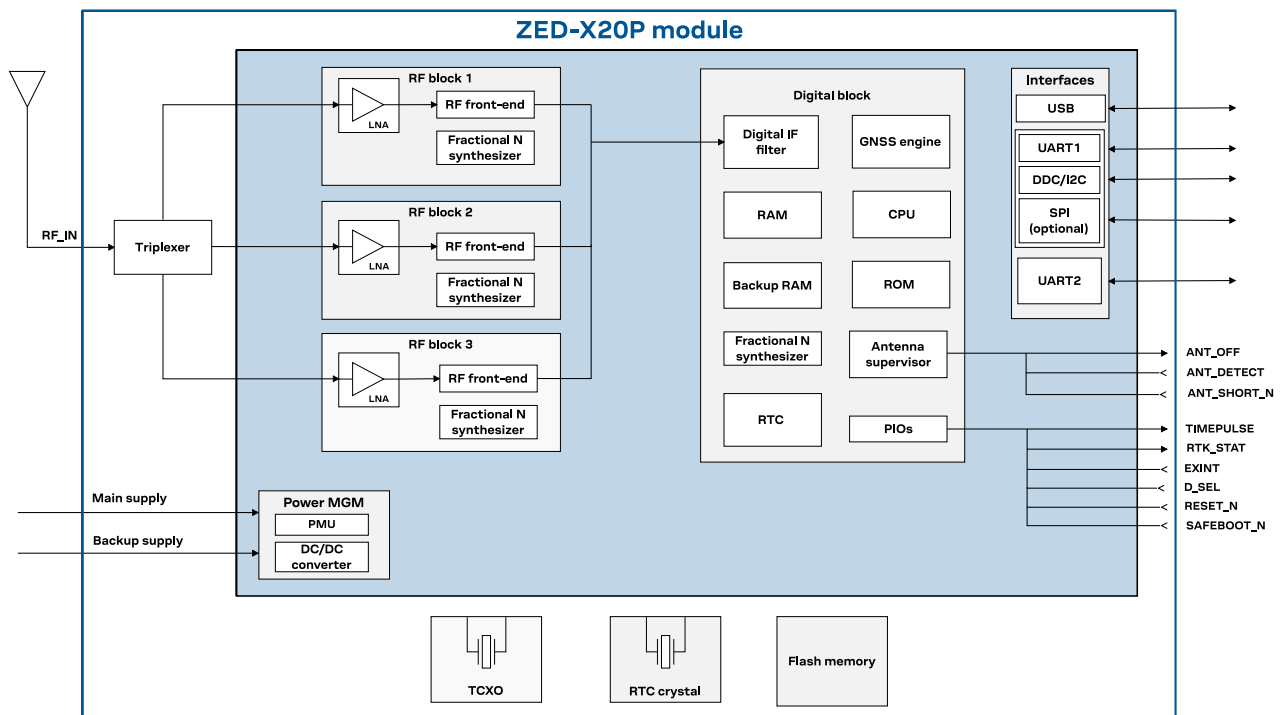 ZED-X20P module
RF_IN
Triplexer
RF block 1
LNA
RF front-end
Fractional N
synthesizer
RF block 2
LNA
RF front-end
Fractional N
synthesizer
RF block 3
LNA
RF front-end
Fractional N
synthesizer
Digital block
Digital IF
filter
GNSS engine
RAM
CPU
Backup RAM
ROM
Fractional N
synthesizer
Antenna
supervisor
RTC
PIOs
Interfaces
USB
UART1
DDC/I2C
SPI
(optional)
UART2
ANT_OFF
ANT_DETECT
ANT_SHORT_N
TIMEPULSE
RTK_STAT
EXINT
D_SEL
RESET_N
SAFEBOOT_N
Main supply
Backup supply
Power MGM
PMU
DC/DC
converter
TCXO
RTC crystal
Flash memory